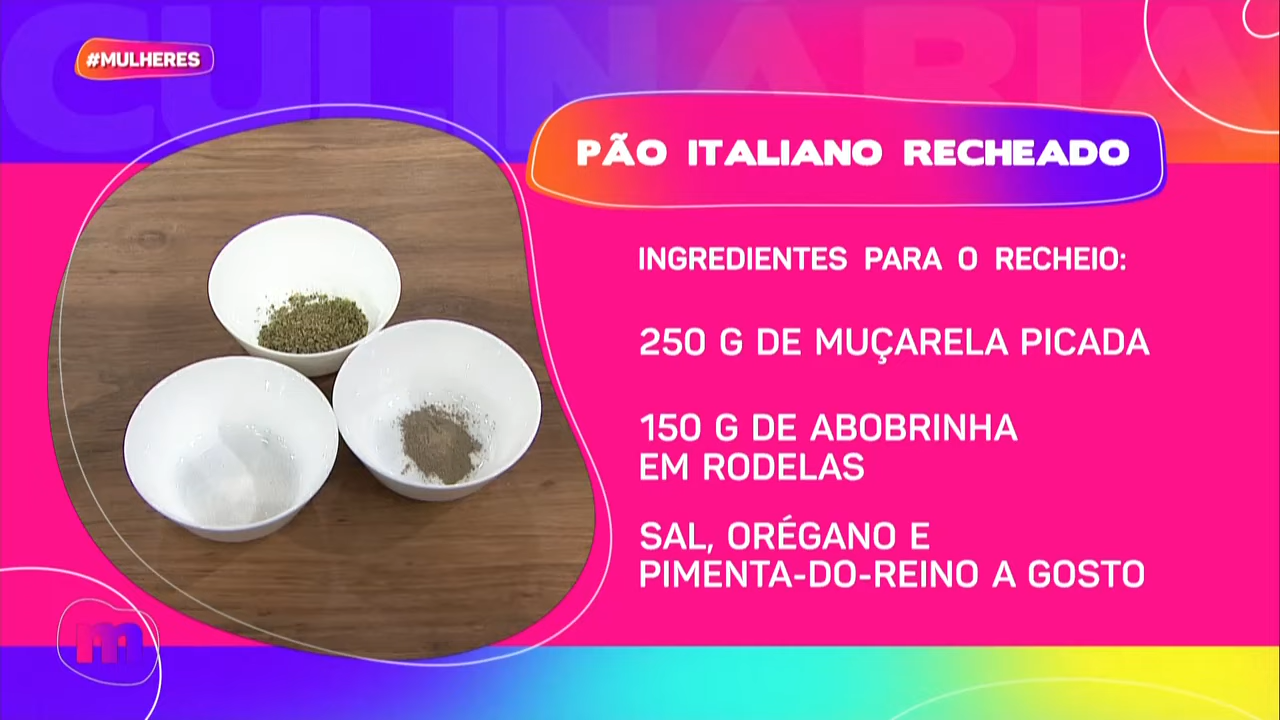 CULINÁRIA
#MULHERES
PÃO ITALIANO RECHEADO
INGREDIENTES PARA O RECHEIO:
250 G DE MUÇARELA PICADA
150 G DE ABOBRINHA
EM RODELAS
SAL, ORÉGANO E
PIMENTA-DO-REINO A GOSTO
m